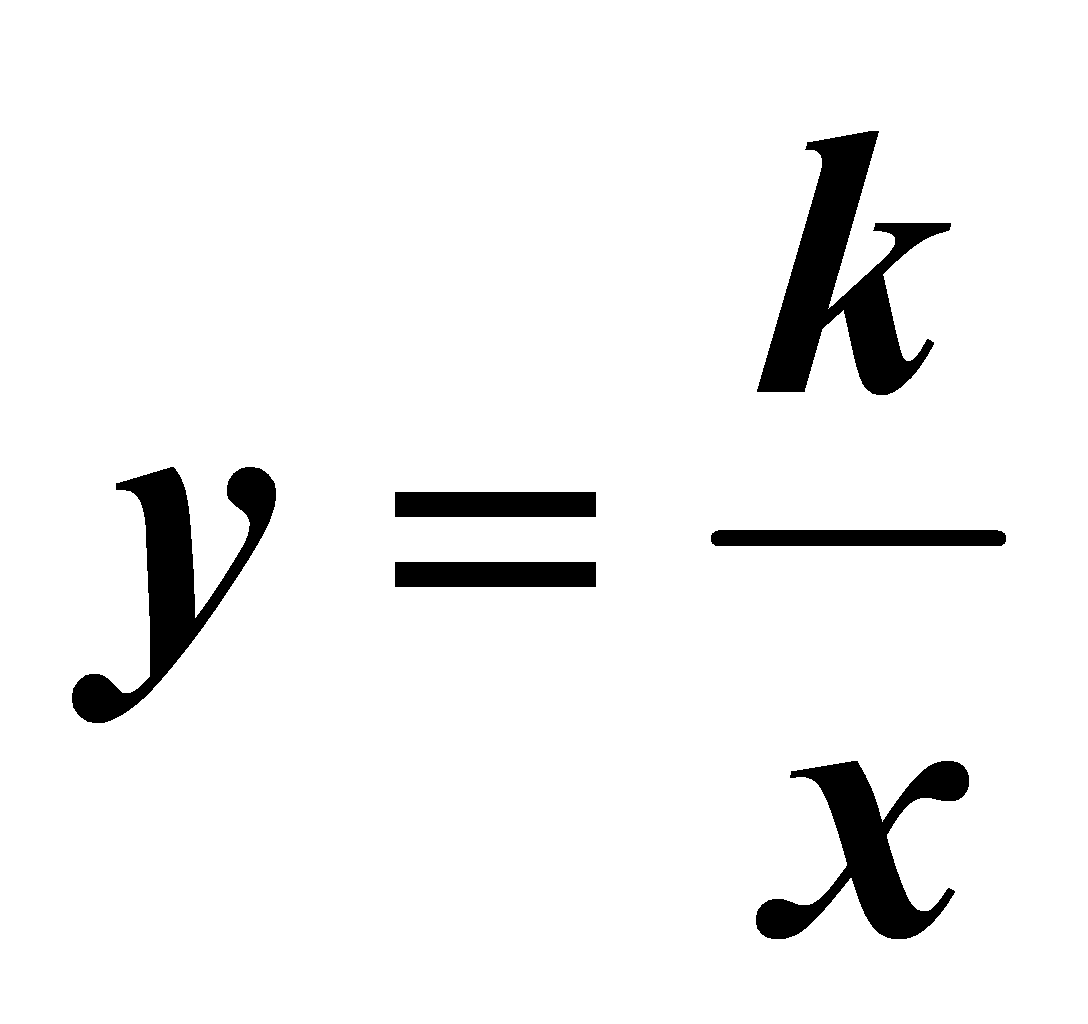 y = k/x